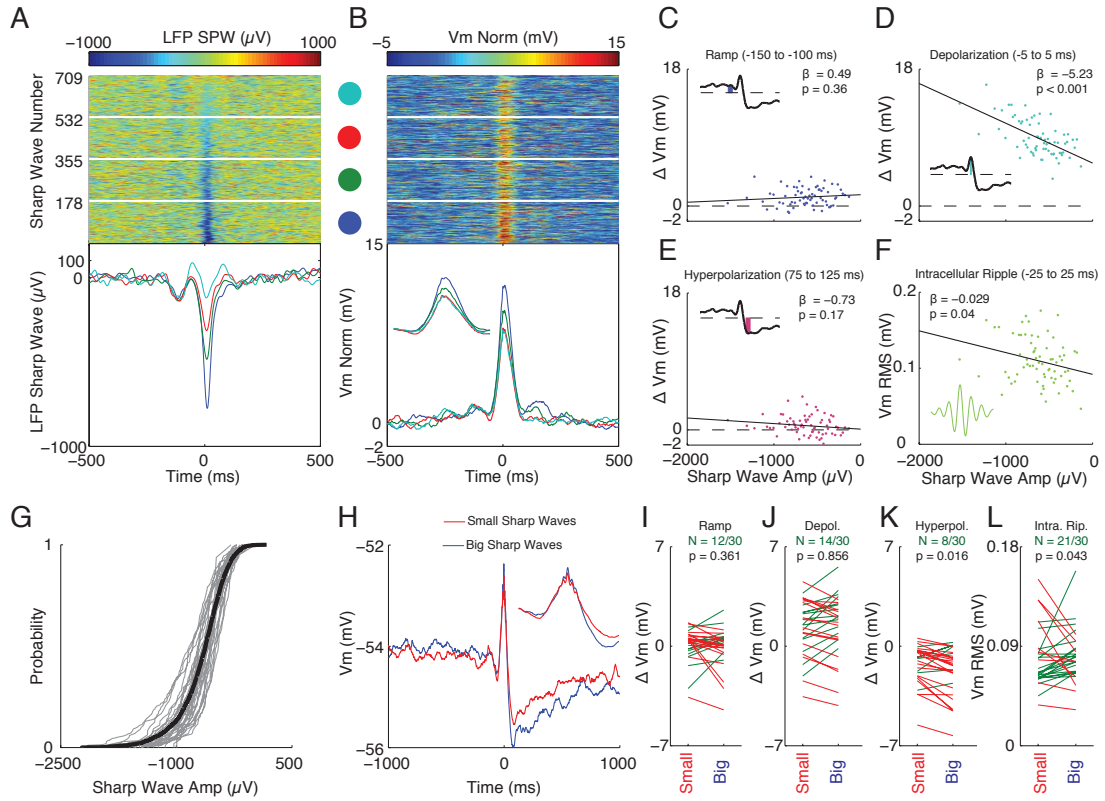 A
LFP SPW (µV)
−1000
1000
Sharp Wave Number
709
532
355
178
100
0
−1000
LFP Sharp Wave (µV)
−500
0
500
Time (ms)
B
Vm Norm (mV)
−5
15
15
0
−2
Vm Norm (mV)
−500
0
500
Time (ms)
C
Ramp (-150 to -100 ms)
β = 0.49
p = 0.36
18
0
−2
Δ Vm (mV)
D
Depolarization (-5 to 5 ms)
β = −5.23
p < 0.001
18
0
−2
Δ Vm (mV)
E
Hyperpolarization (75 to 125 ms)
β = −0.73
p = 0.17
18
0
−2
Δ Vm (mV)
−2000
−1000
0
Sharp Wave Amp (µV)
F
Intracellular Ripple (-25 to 25 ms)
β = −0.029
p = 0.04
0.2
0.1
0
Vm RMS (mV)
−2000
−1000
0
Sharp Wave Amp (µV)
G
1
0
Probability
−2500
−1000
500
Sharp Wave Amp (µV)
H
Small Sharp Waves
Big Sharp Waves
−52
−54
−56
Vm (mV)
−1000
0
1000
Time (ms)
I
Ramp
N = 12/30
p = 0.361
7
0
−7
Δ Vm (mV)
Small
Big
J
Depol.
N = 14/30
p = 0.856
7
0
−7
Δ Vm (mV)
Small
Big
K
Hyperpol.
N = 8/30
p = 0.016
7
0
−7
Δ Vm (mV)
Small
Big
L
Intra. Rip.
N = 21/30
p = 0.043
0.18
0.09
0
Vm RMS (mV)
Small
Big